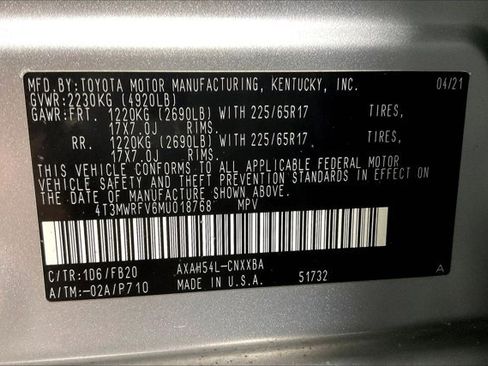 MFD.BY:TOYOTA MOTOR MANUFACTURING, KENTUCKY, INC. 04/21
GVWR:2230KG (4920LB)
GAWR:FRT. 1220KG (2690LB) WITH 225/65R17 TIRES,
17X7.0J RIMS.
RR. 1220KG (2690LB) WITH 225/65R17 TIRES,
17X7.0J RIMS.
THIS VEHICLE CONFORMS TO ALL APPLICABLE FEDERAL MOTOR
VEHICLE SAFETY AND THEFT PREVENTION STANDARDS IN EFFECT ON
THE DATE OF MANUFACTURE SHOWN ABOVE.
4T3MWRFV6MU018768 MPV
C/TR:1D6/FB20 AXAH54L-CNXXBA
A/TM:-02A/P710 MADE IN U.S.A. 51732 A